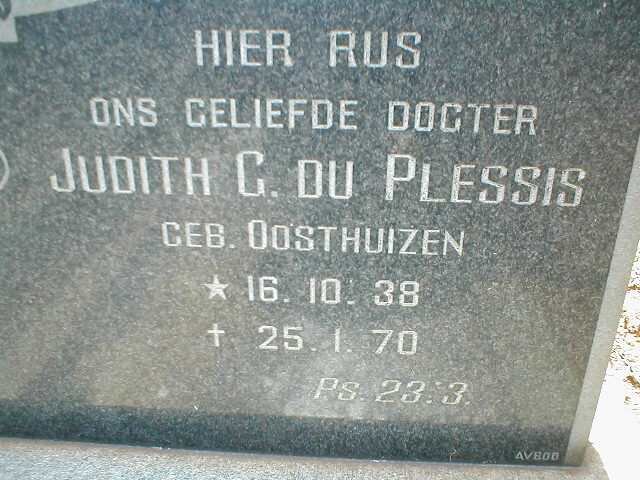 HIER RUS
ONS GELIEFDE DOGTER
JUDITH C. DU PLESSIS
GEB. OOSTHUIZEN
★ 16. 10. 38
† 25. 1. 70
Ps. 23:3.
AVBOB